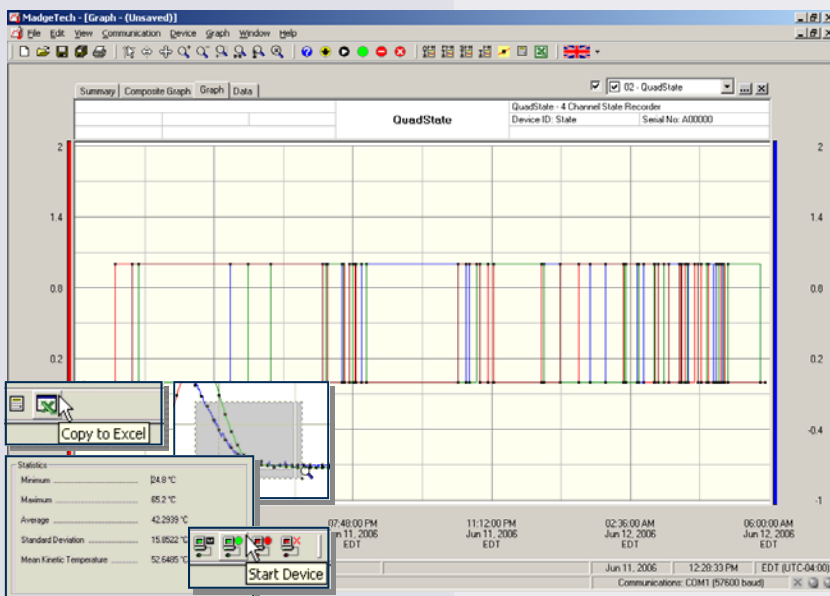 MadgeTech - [Graph - (Unsaved)]
File Edit View Communication Device Graph Window Help
Summary Composite Graph Graph Data
02 - QuadState
QuadState
QuadState - 4 Channel State Recorder
Device ID: State Serial No: A00000
2 2
1.4 1.4
0.8 0.8
0.2 0.2
-0.4
-1
Copy to Excel
Statistics
Minimum 24.8 °C
Maximum 65.2 °C
Average 42.2939 °C
Standard Deviation 15.8522 °C
Mean Kinetic Temperature 52.6485 °C
Start Device
07:48:00 PM 11:12:00 PM 02:36:00 AM 06:00:00 AM
n 11, 2006 Jun 11, 2006 Jun 12, 2006 Jun 12, 2006
EDT EDT EDT EDT
Jun 11, 2006 12:28:33 PM EDT (UTC-04:00)
Communications: COM1 (57600 baud)